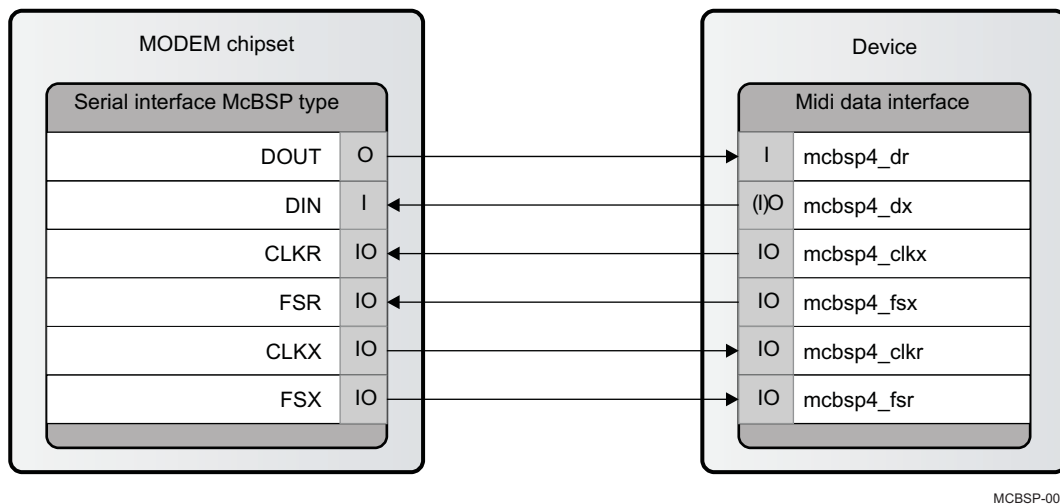 MODEM chipset
Device
Serial interface McBSP type
Midi data interface
DOUT O I mcbsp4_dr
DIN I (I)O mcbsp4_dx
CLKR IO IO mcbsp4_clkx
FSR IO IO mcbsp4_fsx
CLKX IO IO mcbsp4_clkr
FSX IO IO mcbsp4_fsr
MCBSP-00